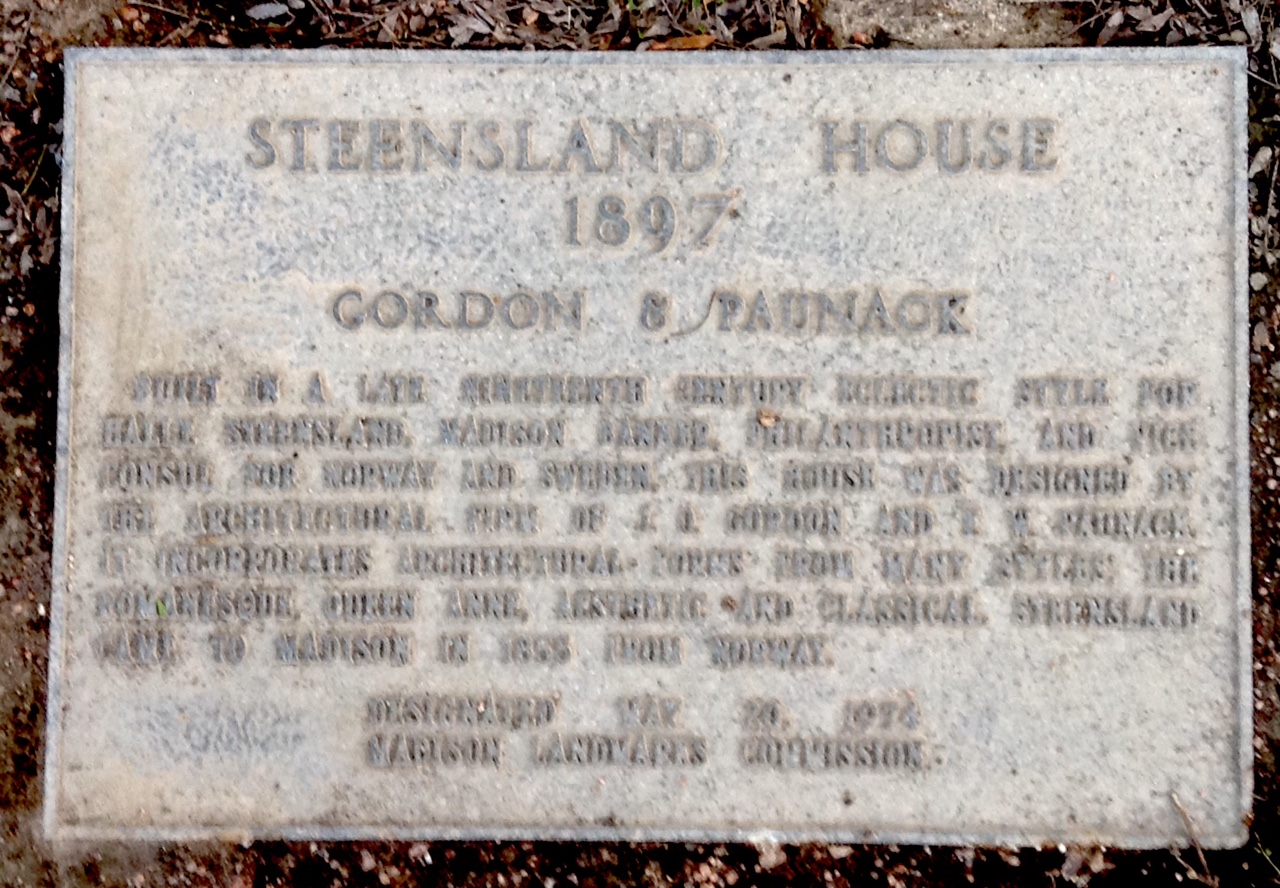 STEENSLAND HOUSE
1897
GORDON & PAUNACK
BUILT IN A LATE NINETEENTH CENTURY ECLECTIC STYLE FOR
HALLE STEENSLAND, MADISON BANKER, PHILANTHROPIST, AND VICE
CONSUL FOR NORWAY AND SWEDEN, THIS HOUSE WAS DESIGNED BY
THE ARCHITECTURAL FIRM OF J. O. GORDON AND F. W. PAUNACK.
IT INCORPORATES ARCHITECTURAL FORMS FROM MANY STYLES: THE
ROMANESQUE, QUEEN ANNE, AESTHETIC AND CLASSICAL. STEENSLAND
CAME TO MADISON IN 1855 FROM NORWAY.
DESIGNATED MAY 20, 1974
MADISON LANDMARKS COMMISSION